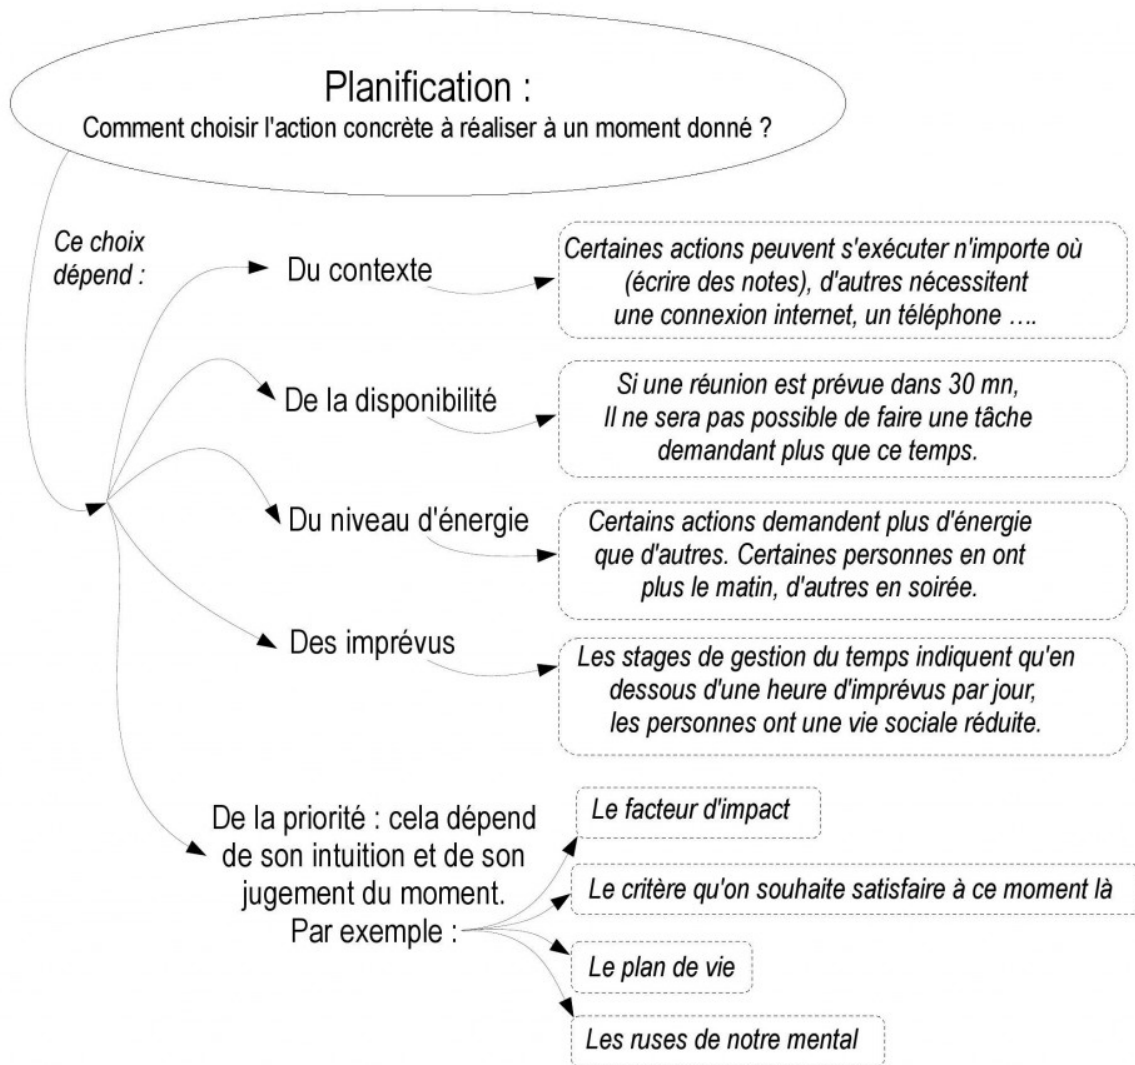 Planification :
Comment choisir l'action concrète à réaliser à un moment donné ?
Ce choix
dépend :
Du contexte
Certaines actions peuvent s'exécuter n'importe où
(écrire des notes), d'autres nécessitent
une connexion internet, un téléphone ....
De la disponibilité
Si une réunion est prévue dans 30 mn,
Il ne sera pas possible de faire une tâche
demandant plus que ce temps.
Du niveau d'énergie
Certains actions demandent plus d'énergie
que d'autres. Certaines personnes en ont
plus le matin, d'autres en soirée.
Des imprévus
Les stages de gestion du temps indiquent qu'en
dessous d'une heure d'imprévus par jour,
les personnes ont une vie sociale réduite.
De la priorité : cela dépend
de son intuition et de son
jugement du moment.
Par exemple :
Le facteur d'impact
Le critère qu'on souhaite satisfaire à ce moment là
Le plan de vie
Les ruses de notre mental